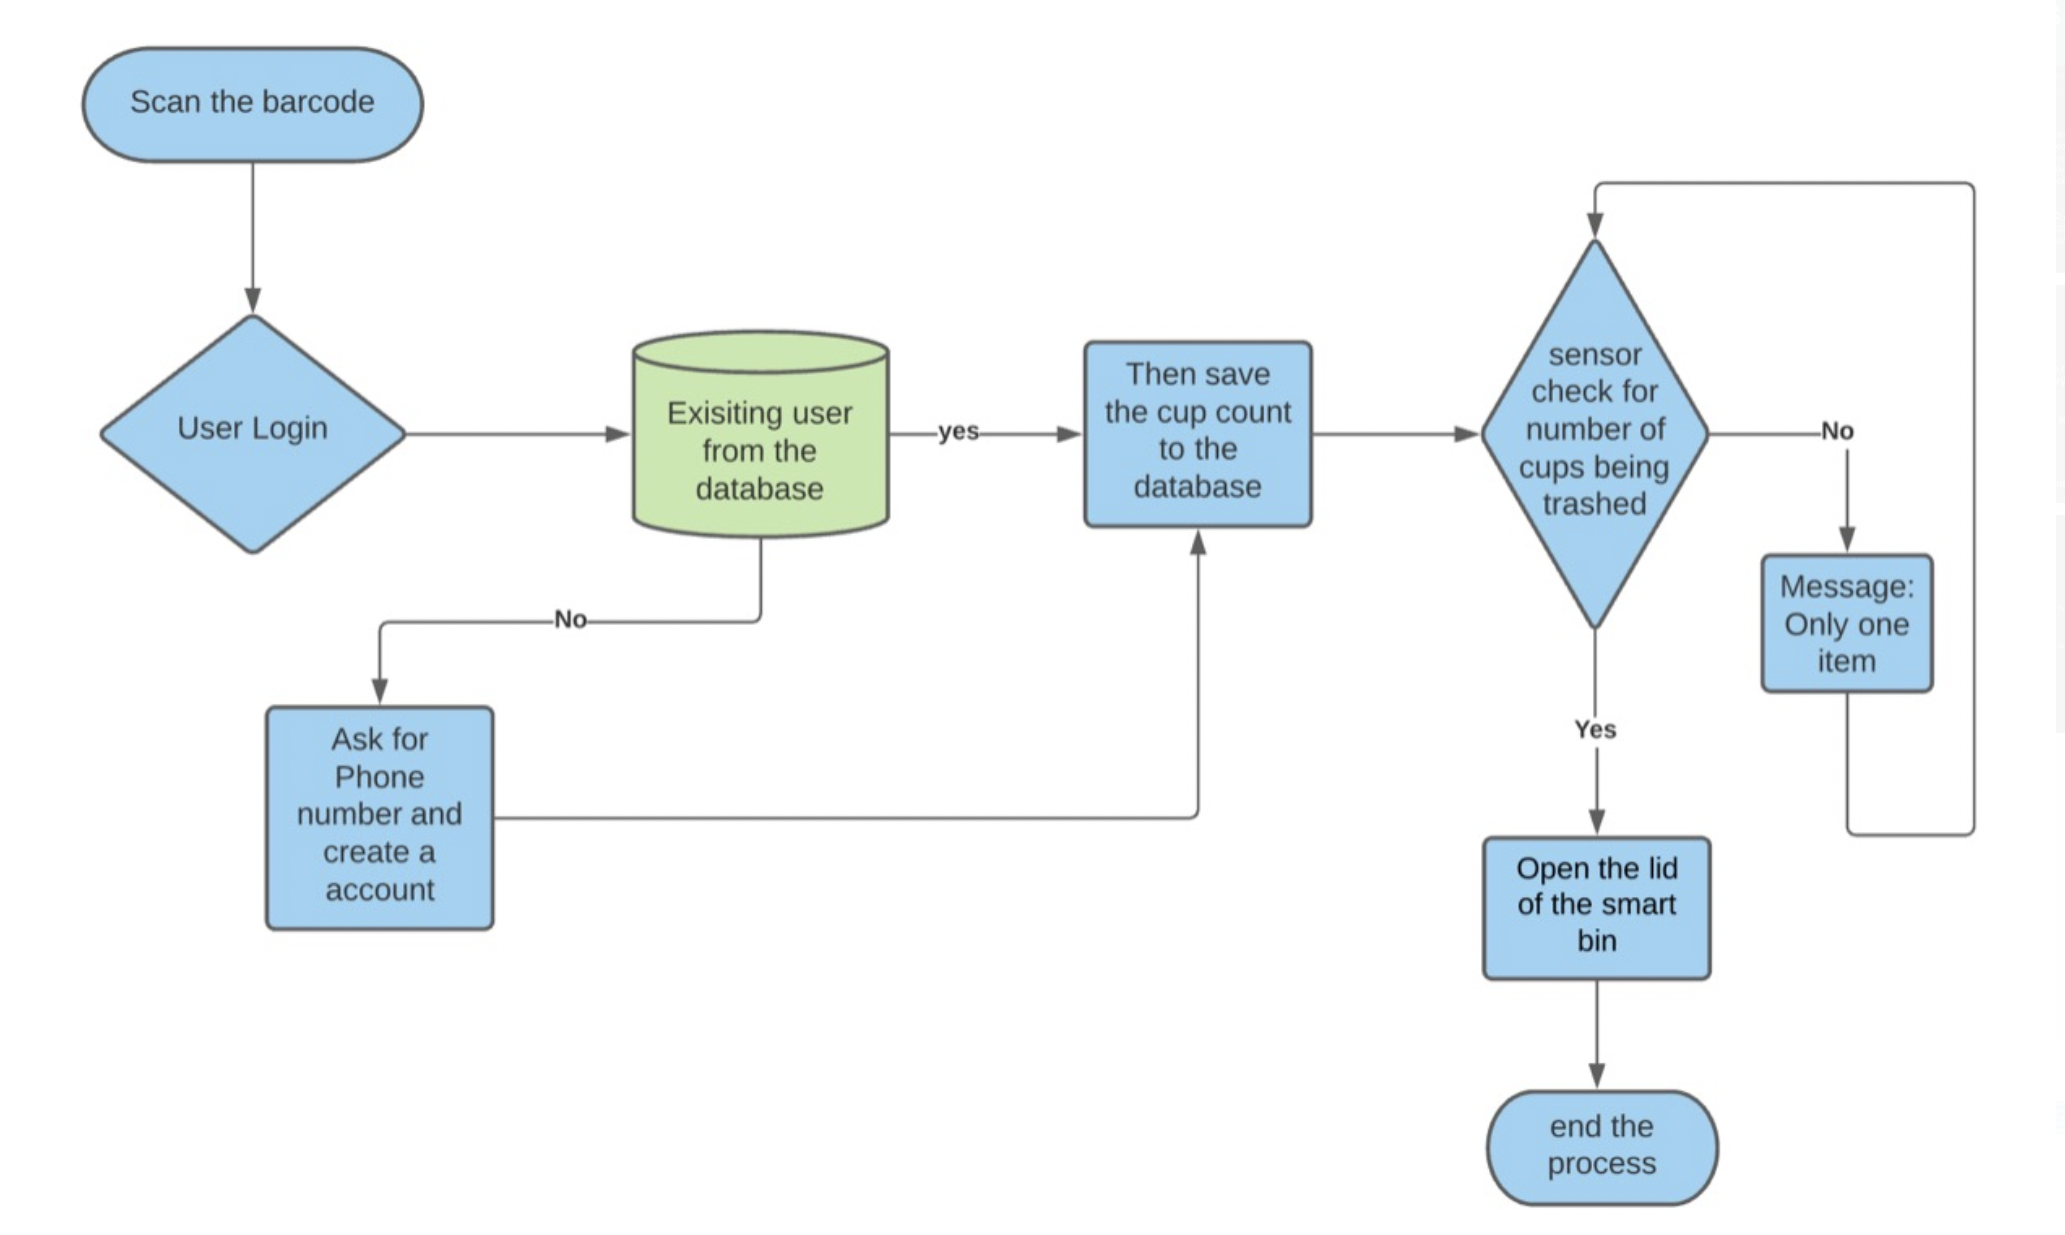 Scan the barcode
User Login
Exisiting user
from the
database
yes
Then save
the cup count
to the
database
sensor
check for
number of
cups being
trashed
No
Message:
Only one
item
No
Ask for
Phone
number and
create a
account
Yes
Open the lid
of the smart
bin
end the
process